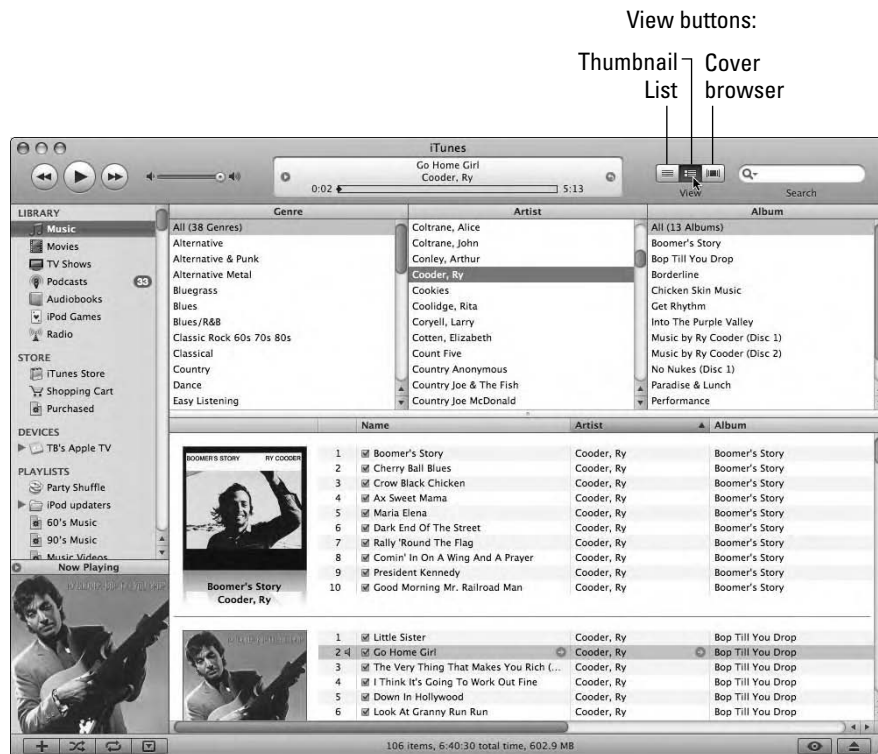 View buttons:
Thumbnail
Cover
List
browser
iTunes
Go Home Girl
Cooder, Ry
0:02
5:13
View
Search
LIBRARY
Music
Movies
TV Shows
Podcasts
33
Audiobooks
iPod Games
Radio
STORE
iTunes Store
Shopping Cart
Purchased
DEVICES
TB's Apple TV
PLAYLISTS
Party Shuffle
iPod updaters
60's Music
90's Music
Music Videos
Now Playing
Genre
All (38 Genres)
Alternative
Alternative & Punk
Alternative Metal
Bluegrass
Blues
Blues/R&B
Classic Rock 60s 70s 80s
Classical
Country
Dance
Easy Listening
Artist
Coltrane, Alice
Coltrane, John
Conley, Arthur
Cooder, Ry
Cookies
Coolidge, Rita
Coryell, Larry
Cotten, Elizabeth
Count Five
Country Anonymous
Country Joe & The Fish
Country Joe McDonald
Album
All (13 Albums)
Boomer's Story
Bop Till You Drop
Borderline
Chicken Skin Music
Get Rhythm
Into The Purple Valley
Music by Ry Cooder (Disc 1)
Music by Ry Cooder (Disc 2)
No Nukes (Disc 1)
Paradise & Lunch
Performance
Name Artist Album
BOOMER'S STORY RY COODER
Boomer's Story
Cooder, Ry
1 Boomer's Story Cooder, Ry Boomer's Story
2 Cherry Ball Blues Cooder, Ry Boomer's Story
3 Crow Black Chicken Cooder, Ry Boomer's Story
4 Ax Sweet Mama Cooder, Ry Boomer's Story
5 Maria Elena Cooder, Ry Boomer's Story
6 Dark End Of The Street Cooder, Ry Boomer's Story
7 Rally 'Round The Flag Cooder, Ry Boomer's Story
8 Comin' In On A Wing And A Prayer Cooder, Ry Boomer's Story
9 President Kennedy Cooder, Ry Boomer's Story
10 Good Morning Mr. Railroad Man Cooder, Ry Boomer's Story
1 Little Sister Cooder, Ry Bop Till You Drop
2 Go Home Girl Cooder, Ry Bop Till You Drop
3 The Very Thing That Makes You Rich (... Cooder, Ry Bop Till You Drop
4 I Think It's Going To Work Out Fine Cooder, Ry Bop Till You Drop
5 Down In Hollywood Cooder, Ry Bop Till You Drop
6 Look At Granny Run Run Cooder, Ry Bop Till You Drop
106 items, 6:40:30 total time, 602.9 MB